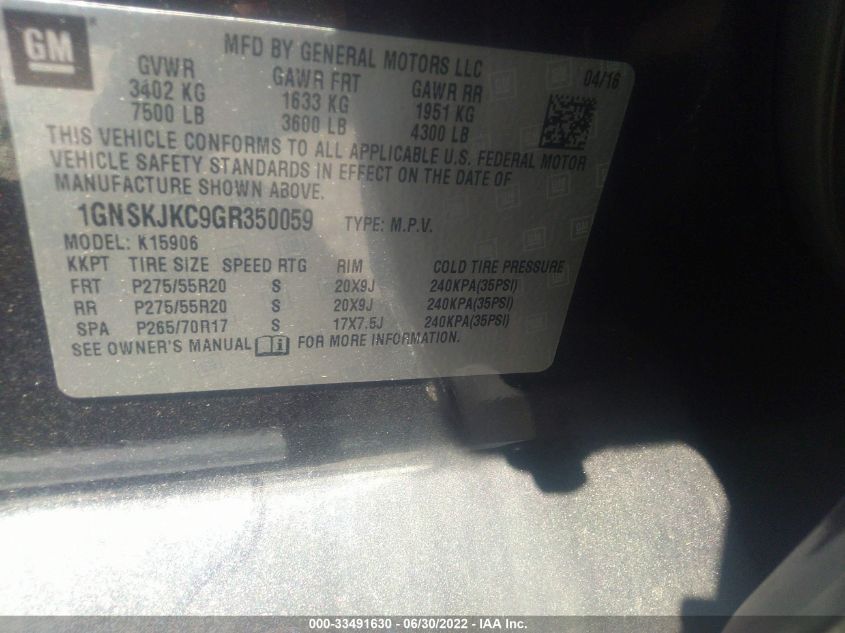 GM
MFD BY GENERAL MOTORS LLC
04/16
GVWR GAWR FRT GAWR RR
3402 KG 1633 KG 1951 KG
7500 LB 3600 LB 4300 LB
THIS VEHICLE CONFORMS TO ALL APPLICABLE U.S. FEDERAL MOTOR
VEHICLE SAFETY STANDARDS IN EFFECT ON THE DATE OF
MANUFACTURE SHOWN ABOVE.
1GNSKJKC9GR350059 TYPE: M.P.V.
MODEL: K15906
KKPT TIRE SIZE SPEED RTG RIM COLD TIRE PRESSURE
FRT P275/55R20 S 20X9J 240KPA(35PSI)
RR P275/55R20 S 20X9J 240KPA(35PSI)
SPA P265/70R17 S 17X7.5J 240KPA(35PSI)
SEE OWNER'S MANUAL FOR MORE INFORMATION.
000-33491630 - 06/30/2022 - IAA Inc.